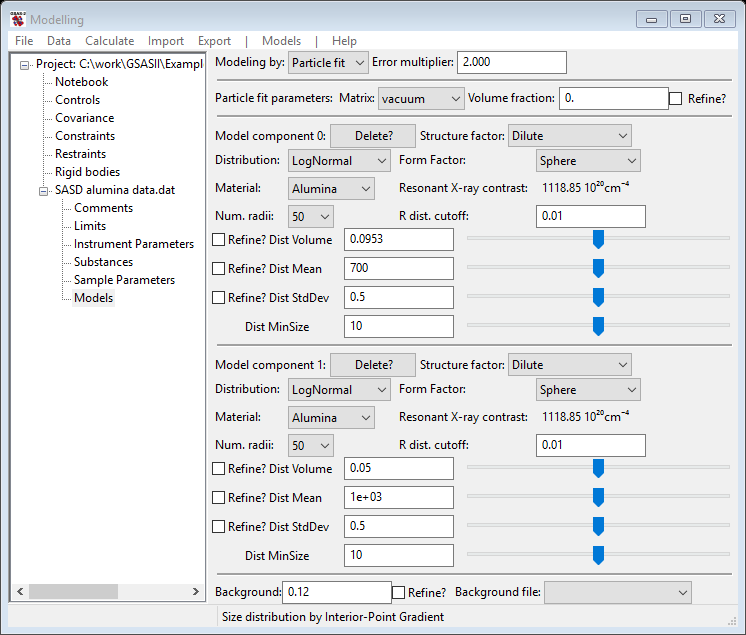 Modelling
File Data Calculate Import Export | Models | Help
Project: C:\work\GSASII\Exampl
Notebook
Controls
Covariance
Constraints
Restraints
Rigid bodies
SASD alumina data.dat
Comments
Limits
Instrument Parameters
Substances
Sample Parameters
Models
Modeling by: Particle fit Error multiplier: 2.000
Particle fit parameters: Matrix: vacuum Volume fraction: 0. Refine?
Model component 0: Delete? Structure factor: Dilute
Distribution: LogNormal Form Factor: Sphere
Material: Alumina Resonant X-ray contrast: 1118.85 10²⁰cm⁻⁴
Num. radii: 50 R dist. cutoff: 0.01
Refine? Dist Volume 0.0953
Refine? Dist Mean 700
Refine? Dist StdDev 0.5
Dist MinSize 10
Model component 1: Delete? Structure factor: Dilute
Distribution: LogNormal Form Factor: Sphere
Material: Alumina Resonant X-ray contrast: 1118.85 10²⁰cm⁻⁴
Num. radii: 50 R dist. cutoff: 0.01
Refine? Dist Volume 0.05
Refine? Dist Mean 1e+03
Refine? Dist StdDev 0.5
Dist MinSize 10
Background: 0.12 Refine? Background file:
Size distribution by Interior-Point Gradient